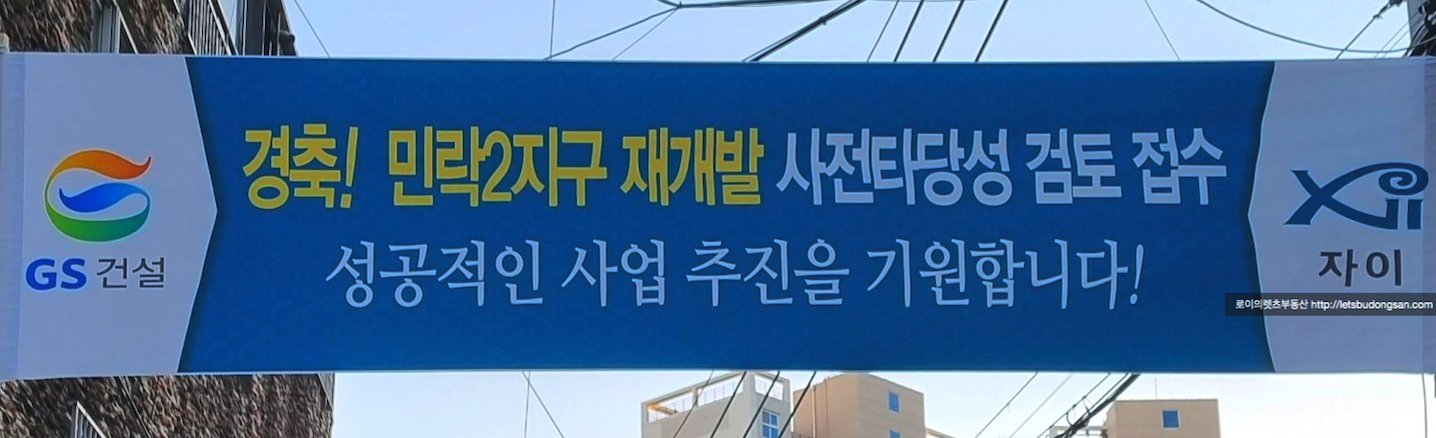 경축! 민락2지구 재개발 사전타당성 검토 접수
성공적인 사업 추진을 기원합니다!
GS 건설
Xii
자이
로이의렛츠부동산 http://letsbudongsan.com